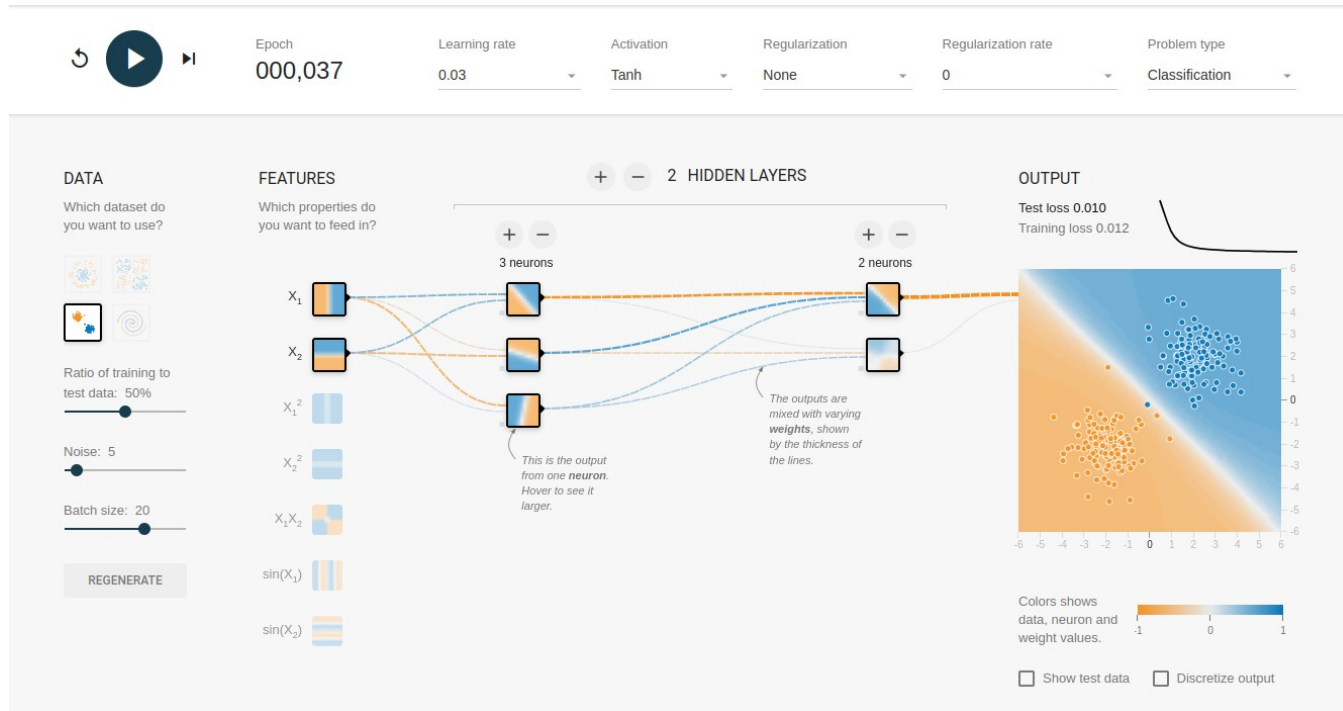 Epoch
000,037
Learning rate
0.03
Activation
Tanh
Regularization
None
Regularization rate
0
Problem type
Classification
DATA
Which dataset do
you want to use?
Ratio of training to
test data: 50%
Noise: 5
Batch size: 20
REGENERATE
FEATURES
Which properties do
you want to feed in?
X₁
X₂
X₁²
X₂²
X₁X₂
sin(X₁)
sin(X₂)
+ − 2 HIDDEN LAYERS
+ −
3 neurons
+ −
2 neurons
This is the output
from one neuron.
Hover to see it
larger.
The outputs are
mixed with varying
weights, shown
by the thickness of
the lines.
OUTPUT
Test loss 0.010
Training loss 0.012
6
5
4
3
2
1
0
-1
-2
-3
-4
-5
-6
-6 -5 -4 -3 -2 -1 0 1 2 3 4 5 6
Colors shows
data, neuron and
weight values.
-1 0 1
Show test data
Discretize output